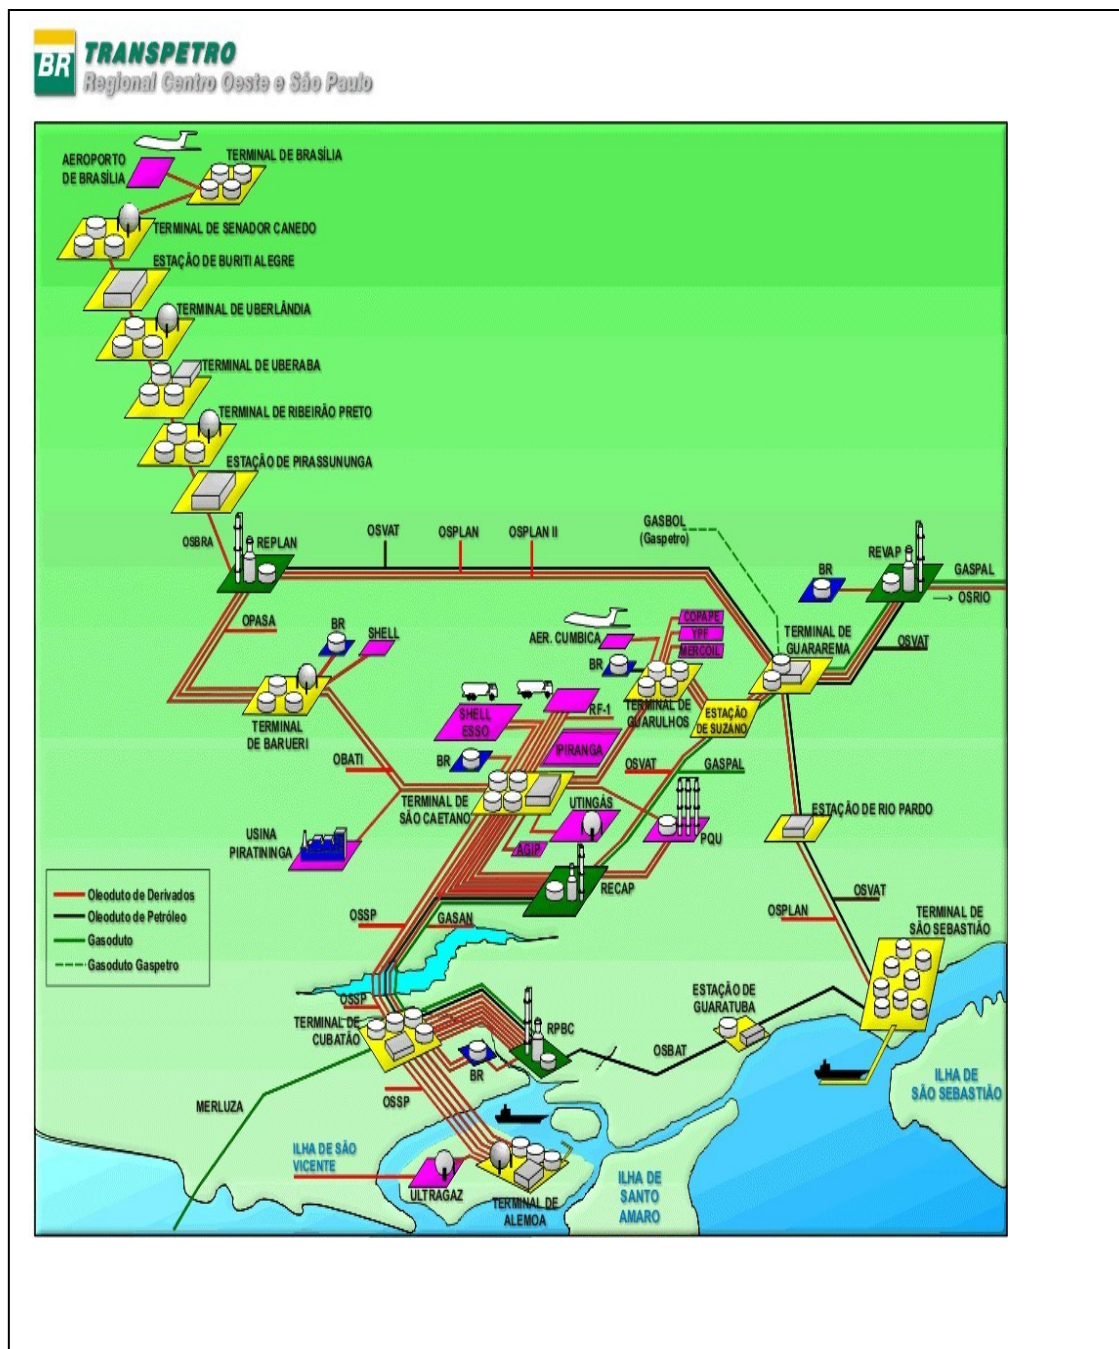 BR TRANSPETRO
Regional Centro Oeste e São Paulo
AEROPORTO
DE BRASÍLIA
TERMINAL DE BRASÍLIA
TERMINAL DE SENADOR CANEDO
ESTAÇÃO DE BURITI ALEGRE
TERMINAL DE UBERLÂNDIA
TERMINAL DE UBERABA
TERMINAL DE RIBEIRÃO PRETO
ESTAÇÃO DE PIRASSUNUNGA
OSBRA
REPLAN
OSVAT
OSPLAN
OSPLAN II
GASBOL
(Gaspetro)
REVAP
BR
GASPAL
OSRIO
OPASA
BR
SHELL
AER. CUMBICA
COPAPE
YPF
MERCOIL
BR
TERMINAL DE
GUARAREMA
OSVAT
TERMINAL
DE BARUERI
SHELL
ESSO
RF-1
TERMINAL DE
GUARULHOS
ESTAÇÃO
DE SUZANO
IPIRANGA
OBATI
BR
OSVAT
GASPAL
TERMINAL DE
SÃO CAETANO
UTINGÁS
ESTAÇÃO DE RIO PARDO
USINA
PIRATININGA
AGIP
PQU
RECAP
Oleoduto de Derivados
Oleoduto de Petróleo
Gasoduto
Gasoduto Gaspetro
OSSP
GASAN
OSVAT
OSPLAN
TERMINAL DE
SÃO SEBASTIÃO
OSSP
TERMINAL DE
CUBATÃO
RPBC
ESTAÇÃO DE
GUARATUBA
OSBAT
BR
OSSP
MERLUZA
ILHA DE
SÃO SEBASTIÃO
ILHA DE SÃO
VICENTE
ULTRAGAZ
TERMINAL DE
ALEMOA
ILHA DE
SANTO
AMARO